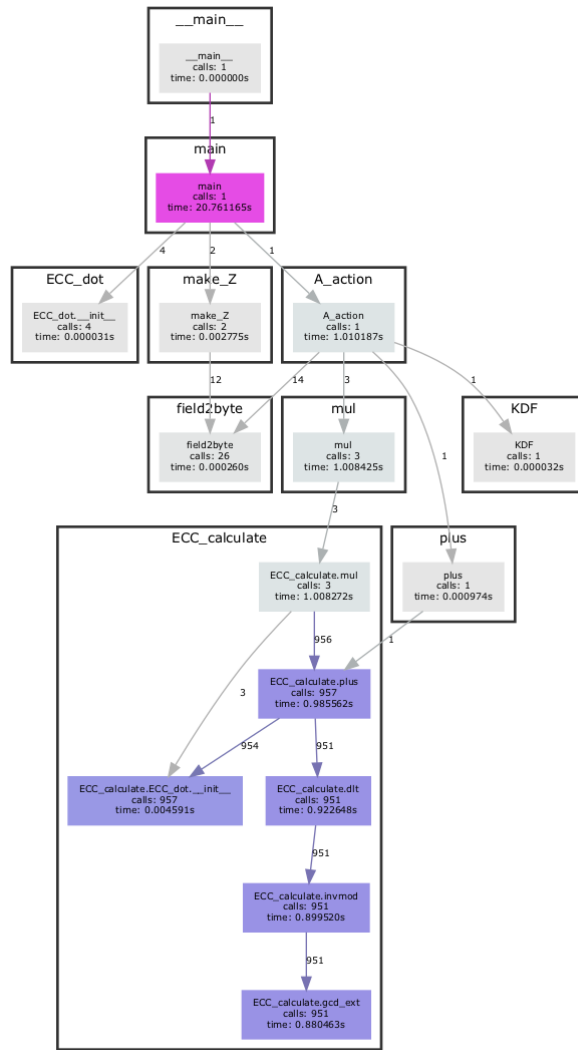 __main__
__main__
calls: 1
time: 0.000000s
1
main
main
calls: 1
time: 20.761165s
4
2
1
ECC_dot
ECC_dot.__init__
calls: 4
time: 0.000031s
make_Z
make_Z
calls: 2
time: 0.002775s
A_action
A_action
calls: 1
time: 1.010187s
12
14
3
1
1
field2byte
field2byte
calls: 26
time: 0.000260s
mul
mul
calls: 3
time: 1.008425s
KDF
KDF
calls: 1
time: 0.000032s
3
ECC_calculate
ECC_calculate.mul
calls: 3
time: 1.008272s
plus
plus
calls: 1
time: 0.000974s
956
1
3
ECC_calculate.plus
calls: 957
time: 0.985562s
954
951
ECC_calculate.ECC_dot.__init__
calls: 957
time: 0.004591s
ECC_calculate.dlt
calls: 951
time: 0.922648s
951
ECC_calculate.invmod
calls: 951
time: 0.899520s
951
ECC_calculate.gcd_ext
calls: 951
time: 0.880463s